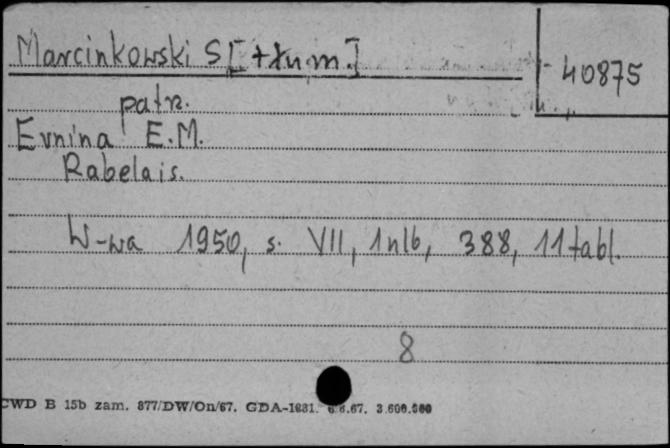 Marcinkowski S [tłum.]
40875
patrz.
Evnina E.M.
Rabelais.
W-wa 1950, s. VII, 1 nlb, 388, 11 tabl.
8
CWD B 15b zam. 877/DW/On/67. GDA-1631. 6.6.67. 3.600.000